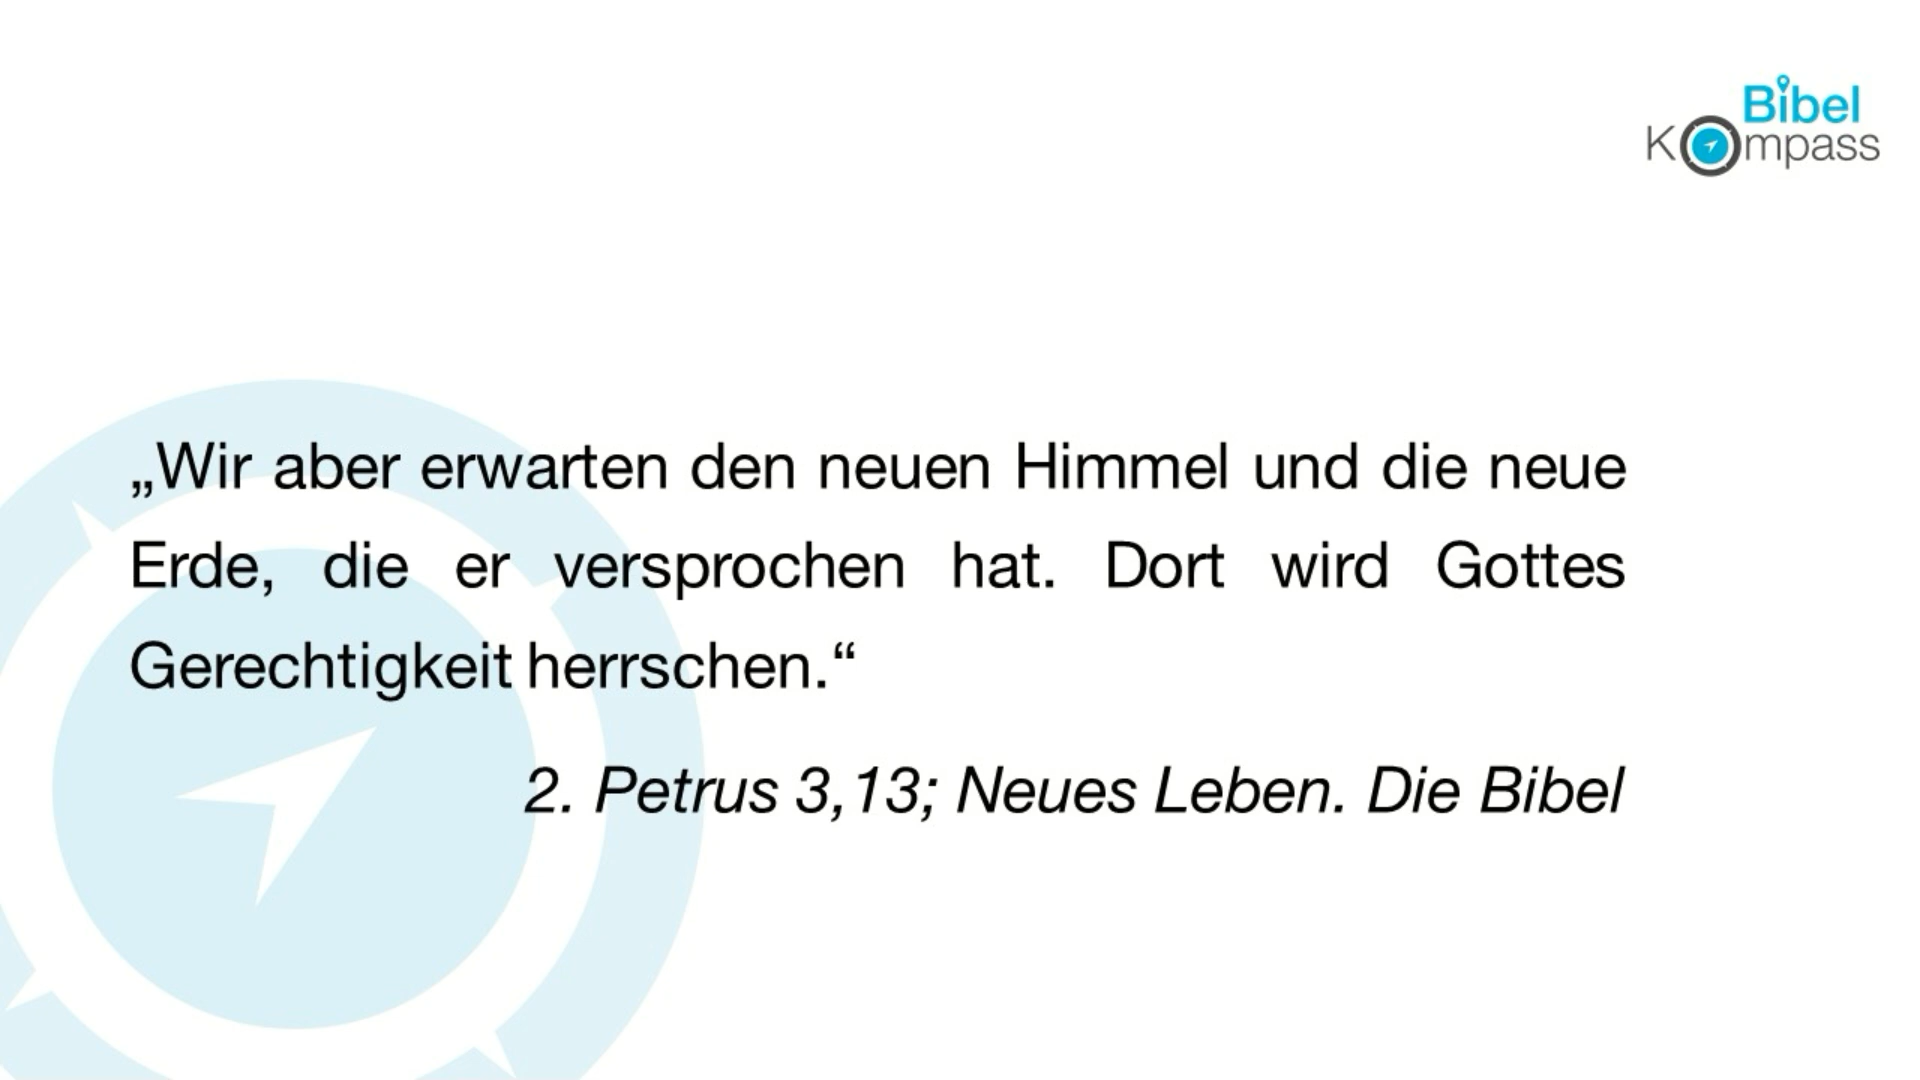 Bibel
Kompass
„Wir aber erwarten den neuen Himmel und die neue
Erde, die er versprochen hat. Dort wird Gottes
Gerechtigkeit herrschen.“
2. Petrus 3,13; Neues Leben. Die Bibel